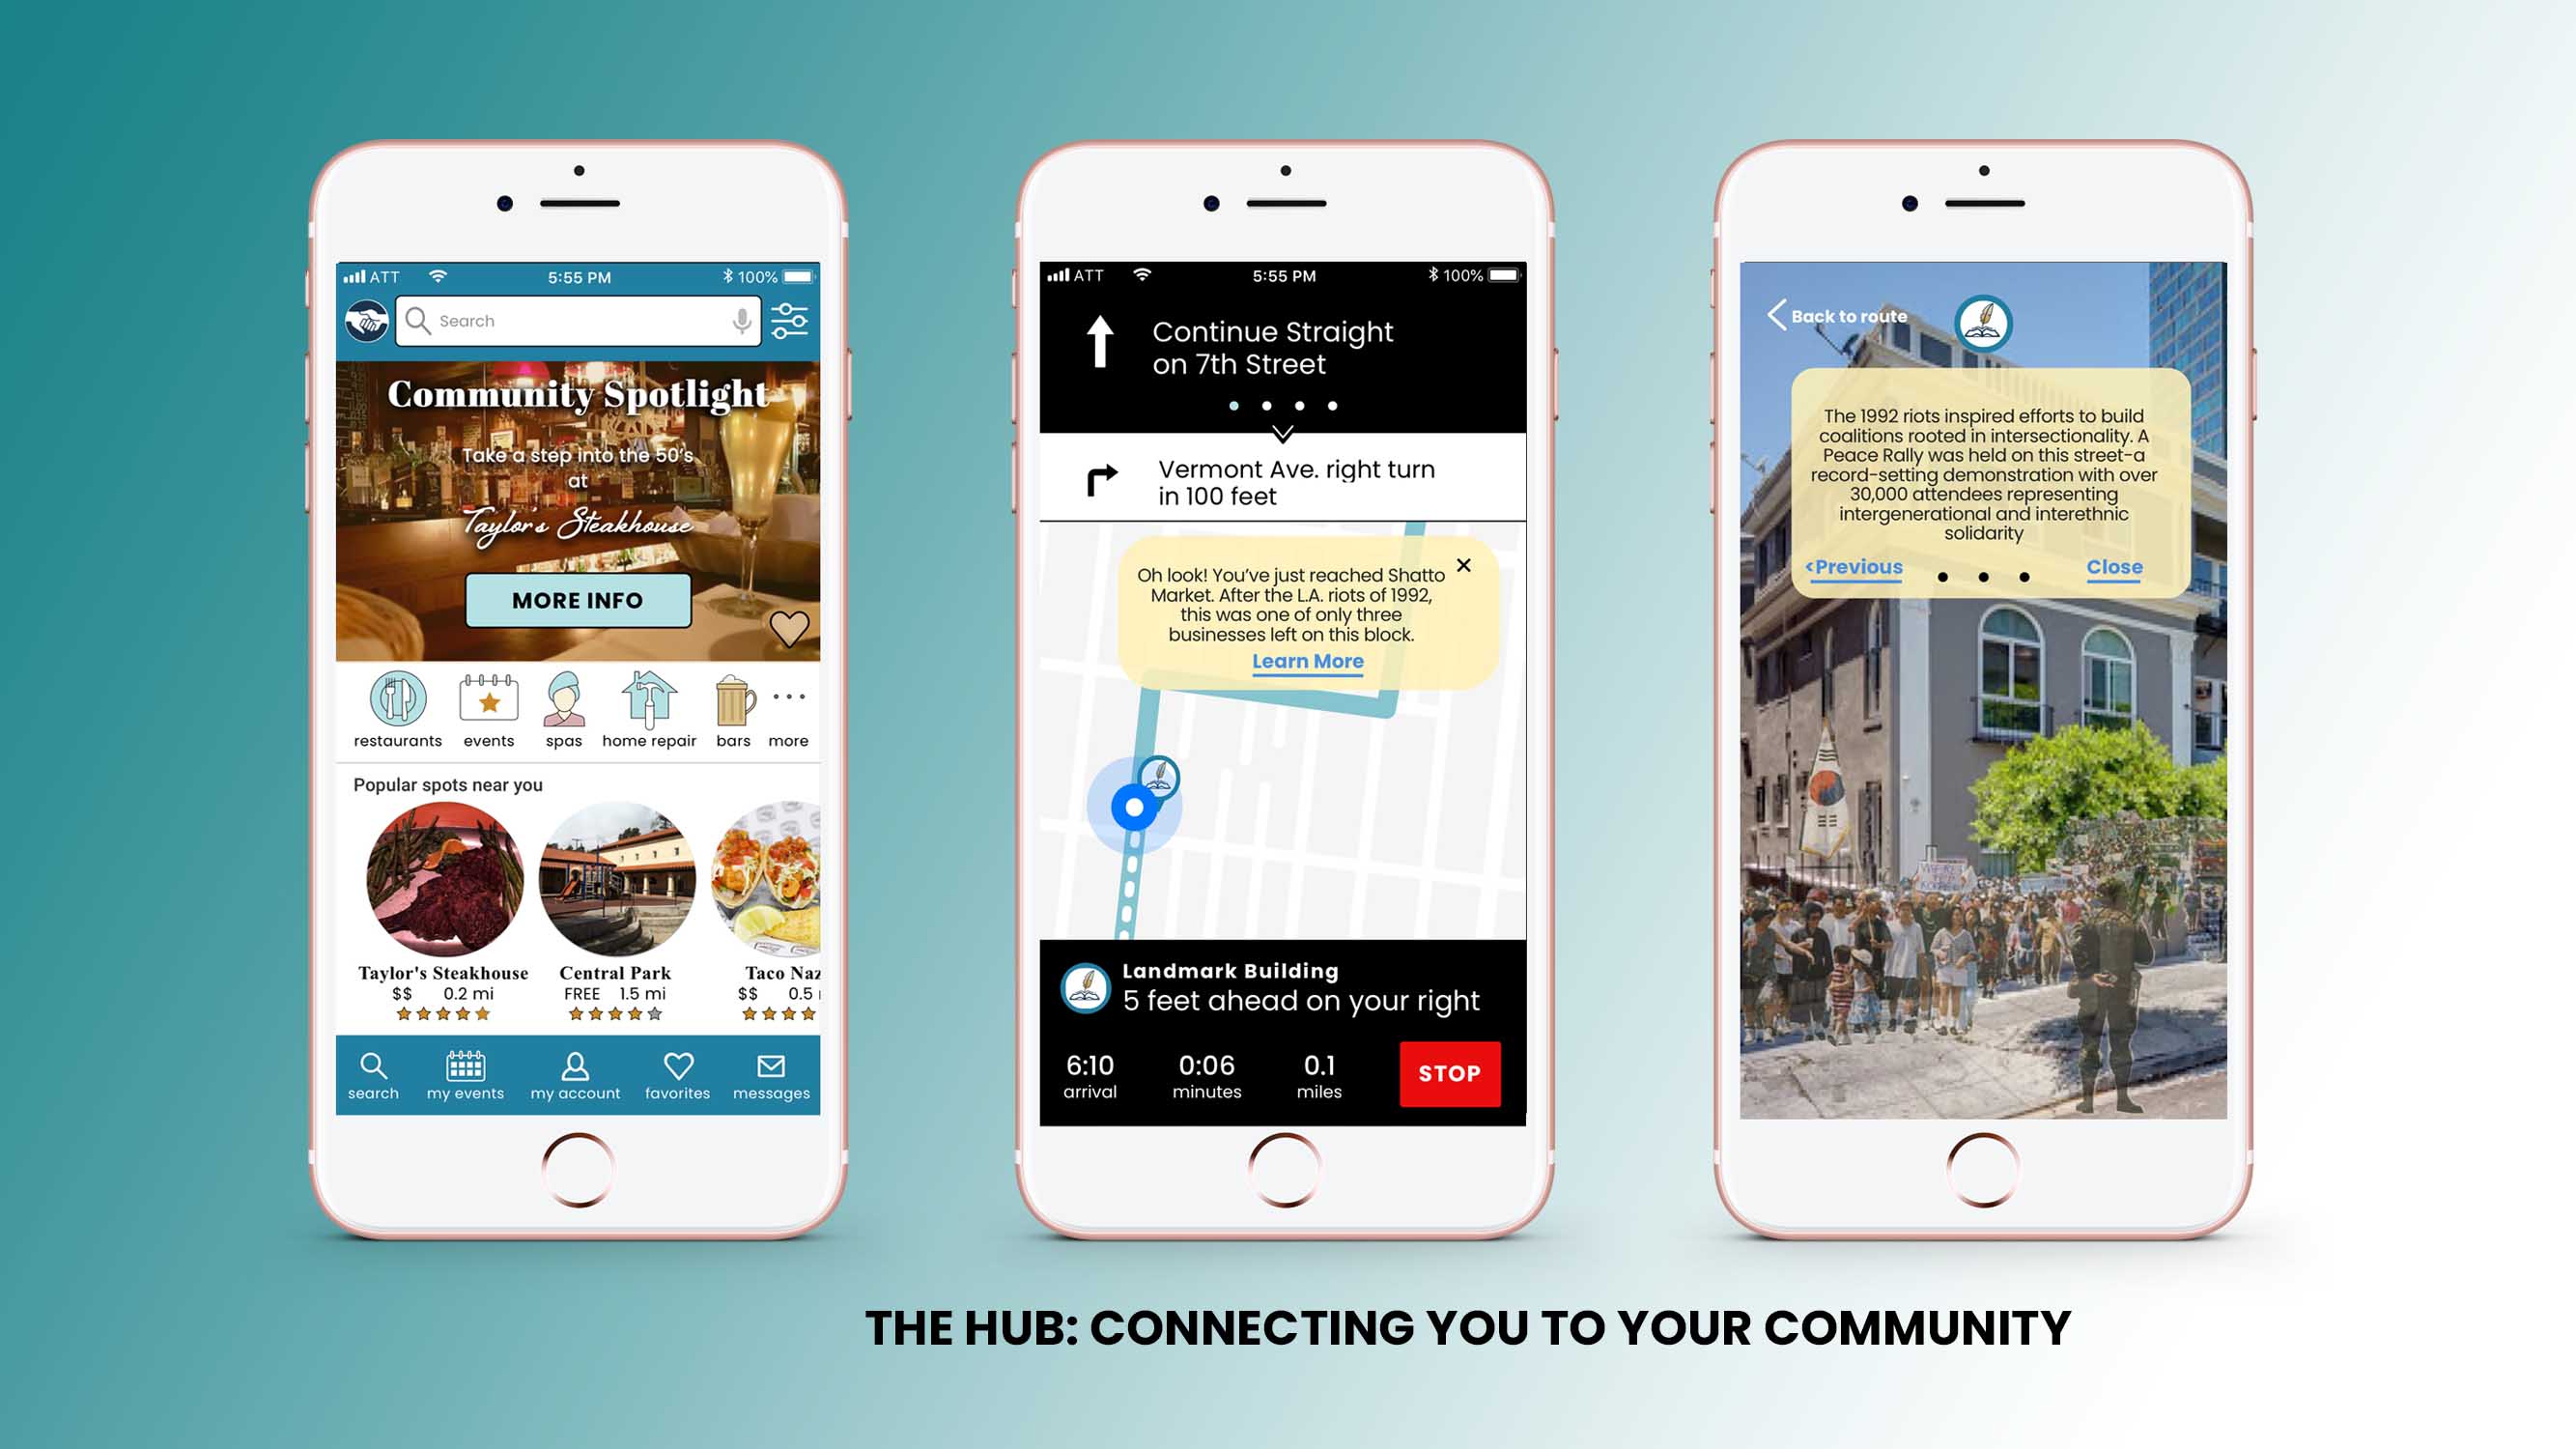 ATT 5:55 PM 100%
Search
Community Spotlight
Take a step into the 50's
at
Taylor's Steakhouse
MORE INFO
restaurants events spas home repair bars more
Popular spots near you
Taylor's Steakhouse Central Park Taco Naz
$$ 0.2 mi FREE 1.5 mi $$ 0.5
search my events my account favorites messages
ATT 5:55 PM 100%
Continue Straight
on 7th Street
Vermont Ave. right turn
in 100 feet
Oh look! You've just reached Shatto
Market. After the L.A. riots of 1992,
this was one of only three
businesses left on this block.
Learn More
Landmark Building
5 feet ahead on your right
6:10 0:06 0.1
arrival minutes miles
STOP
Back to route
The 1992 riots inspired efforts to build
coalitions rooted in intersectionality. A
Peace Rally was held on this street-a
record-setting demonstration with over
30,000 attendees representing
intergenerational and interethnic
solidarity
<Previous Close
THE HUB: CONNECTING YOU TO YOUR COMMUNITY